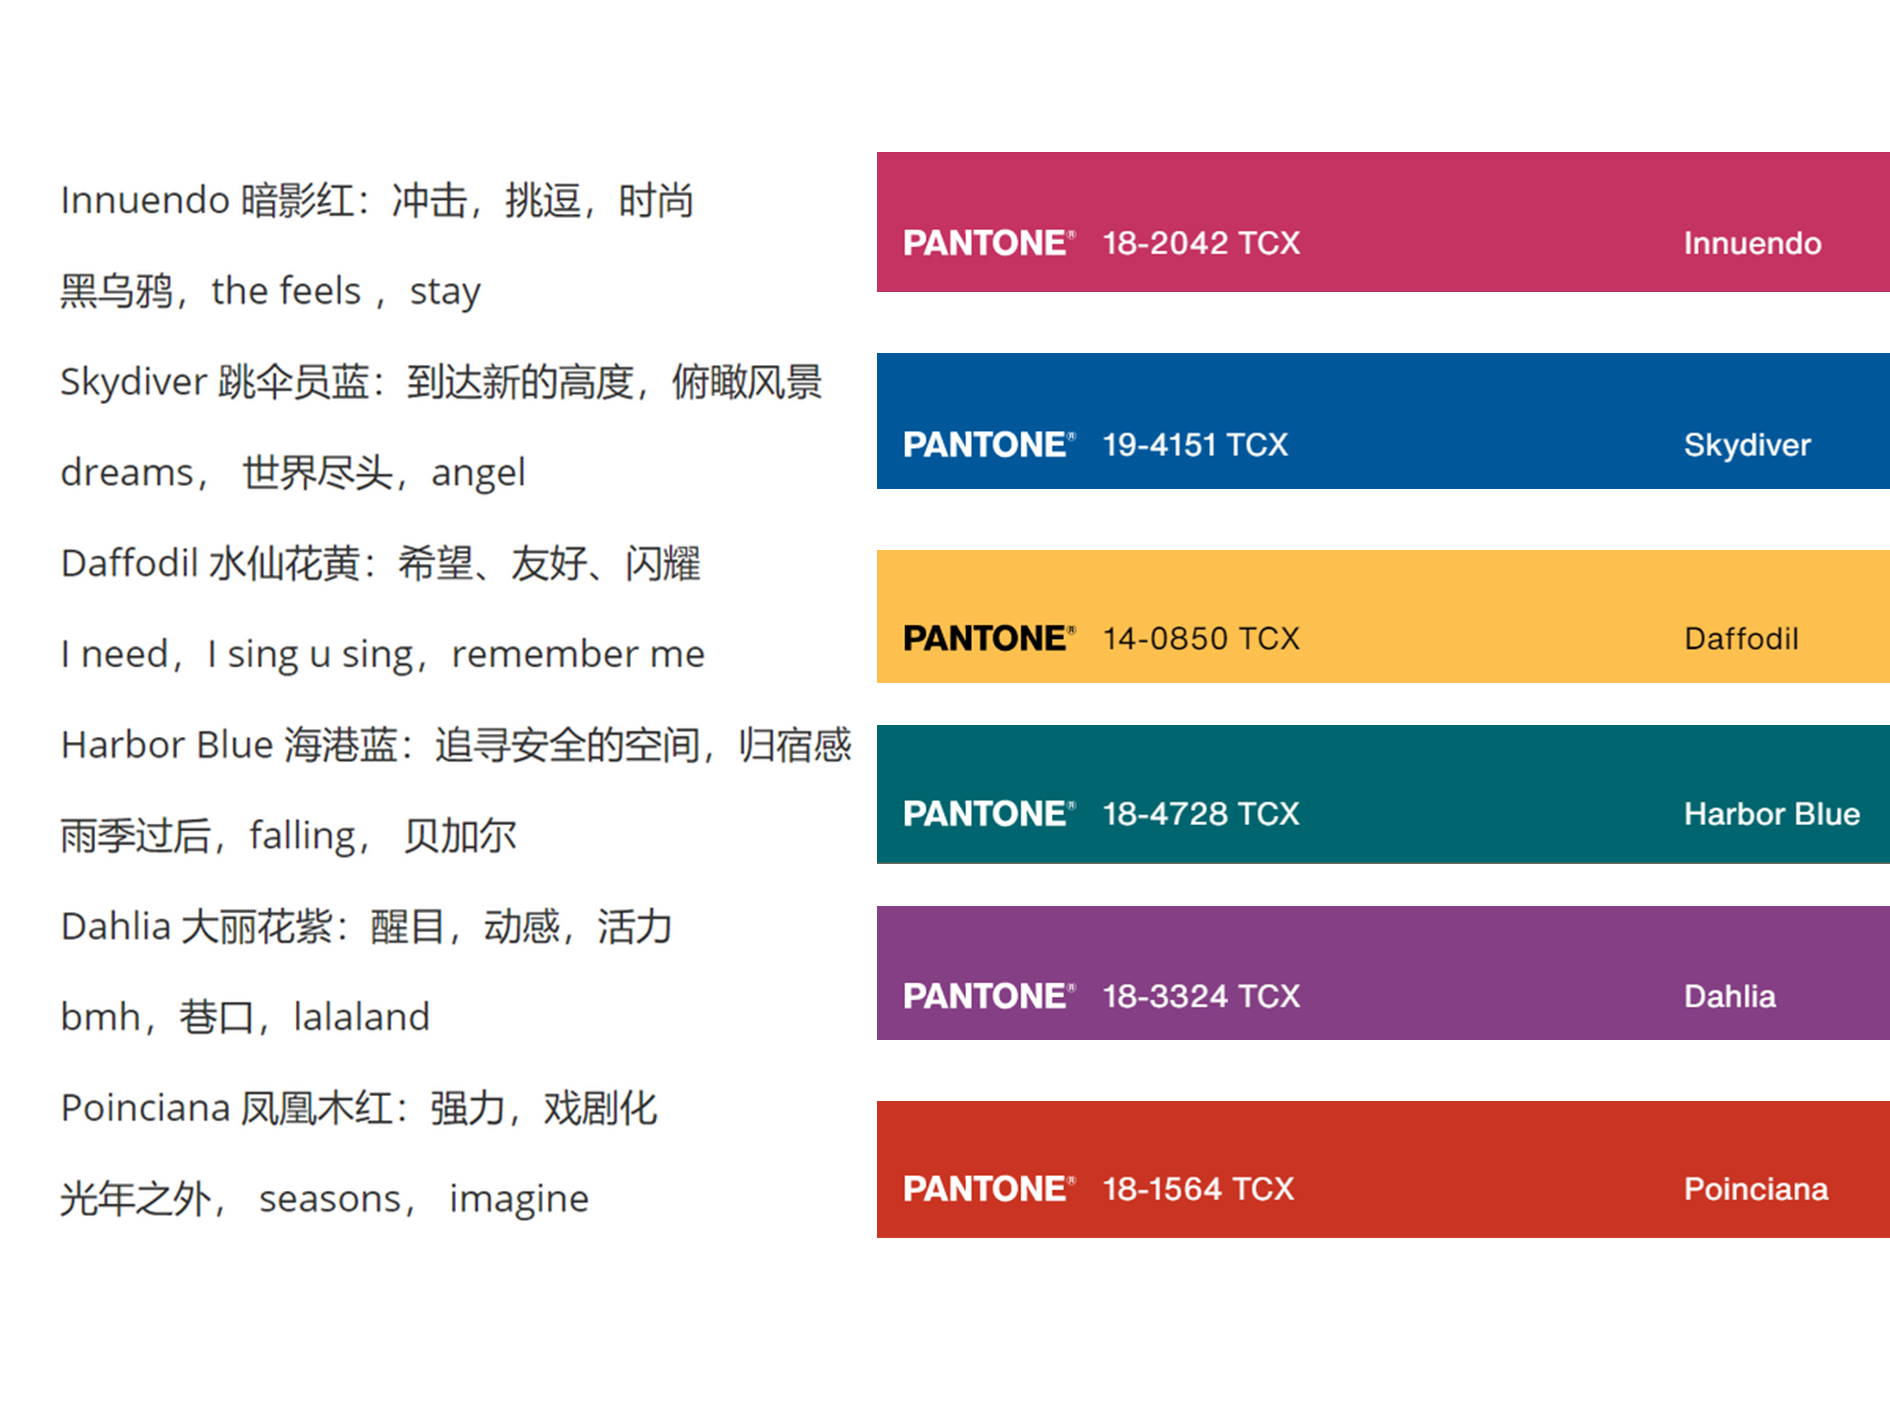 Innuendo 暗影红：冲击，挑逗，时尚
黑乌鸦，the feels ，stay
PANTONE® 18-2042 TCX Innuendo
Skydiver 跳伞员蓝：到达新的高度，俯瞰风景
dreams， 世界尽头，angel
PANTONE® 19-4151 TCX Skydiver
Daffodil 水仙花黄：希望、友好、闪耀
I need，I sing u sing，remember me
PANTONE® 14-0850 TCX Daffodil
Harbor Blue 海港蓝：追寻安全的空间，归宿感
雨季过后，falling， 贝加尔
PANTONE® 18-4728 TCX Harbor Blue
Dahlia 大丽花紫：醒目，动感，活力
bmh，巷口，lalaland
PANTONE® 18-3324 TCX Dahlia
Poinciana 凤凰木红：强力，戏剧化
光年之外， seasons， imagine
PANTONE® 18-1564 TCX Poinciana